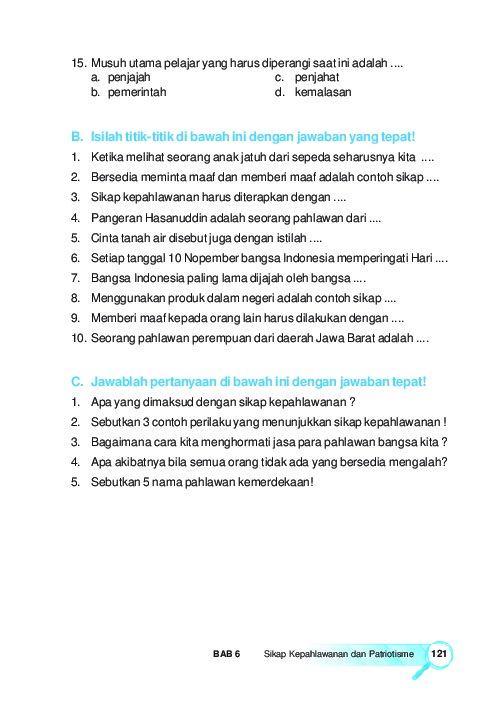 15. Musuh utama pelajar yang harus diperangi saat ini adalah ....
a. penjajah c. penjahat
b. pemerintah d. kemalasan
B. Isilah titik-titik di bawah ini dengan jawaban yang tepat!
1. Ketika melihat seorang anak jatuh dari sepeda seharusnya kita ....
2. Bersedia meminta maaf dan memberi maaf adalah contoh sikap ....
3. Sikap kepahlawanan harus diterapkan dengan ....
4. Pangeran Hasanuddin adalah seorang pahlawan dari ....
5. Cinta tanah air disebut juga dengan istilah ....
6. Setiap tanggal 10 Nopember bangsa Indonesia memperingati Hari ....
7. Bangsa Indonesia paling lama dijajah oleh bangsa ....
8. Menggunakan produk dalam negeri adalah contoh sikap ....
9. Memberi maaf kepada orang lain harus dilakukan dengan ....
10. Seorang pahlawan perempuan dari daerah Jawa Barat adalah ....
C. Jawablah pertanyaan di bawah ini dengan jawaban tepat!
1. Apa yang dimaksud dengan sikap kepahlawanan ?
2. Sebutkan 3 contoh perilaku yang menunjukkan sikap kepahlawanan !
3. Bagaimana cara kita menghormati jasa para pahlawan bangsa kita ?
4. Apa akibatnya bila semua orang tidak ada yang bersedia mengalah?
5. Sebutkan 5 nama pahlawan kemerdekaan!
BAB 6 Sikap Kepahlawanan dan Patriotisme 121